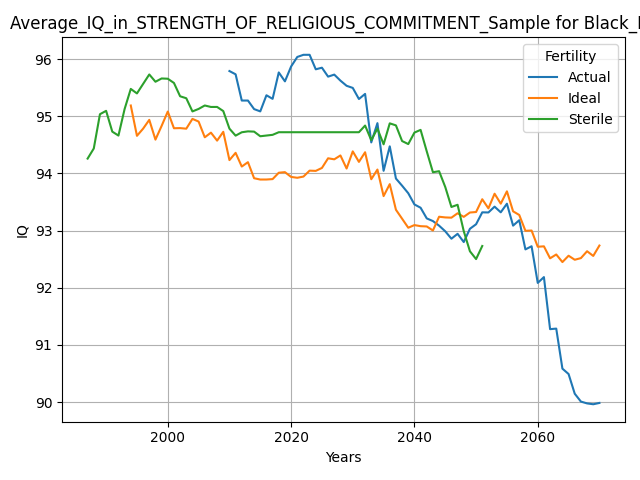 Average_IQ_in_STRENGTH_OF_RELIGIOUS_COMMITMENT_Sample for Black_
Fertility
Actual
Ideal
Sterile
96
95
94
93
92
91
90
IQ
2000 2020 2040 2060
Years